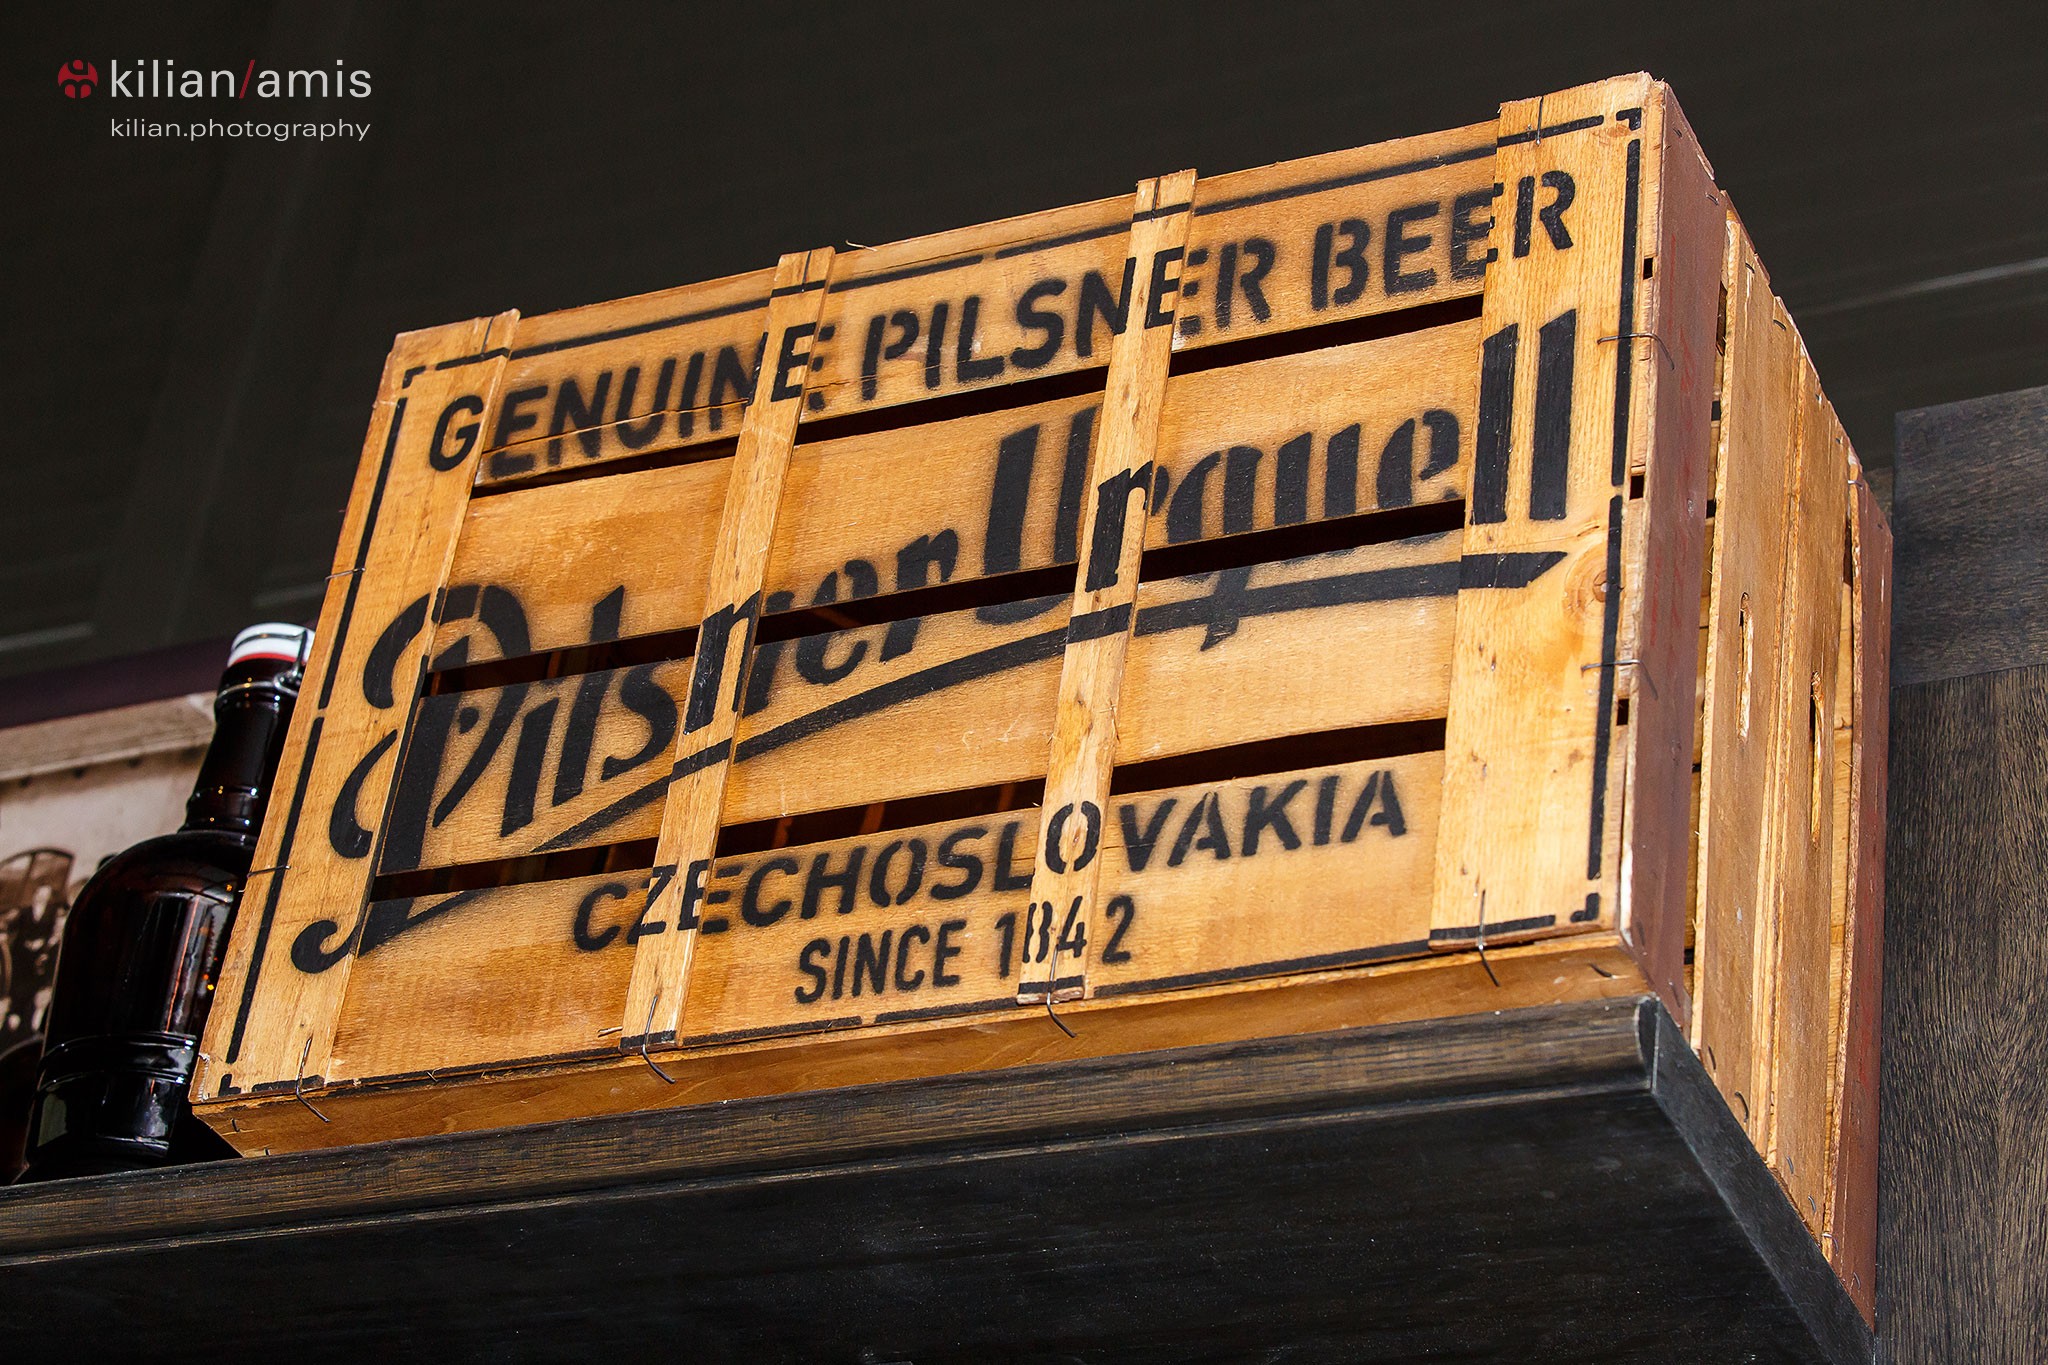 kilian/amis
kilian.photography
GENUINE PILSNER BEER
Pilsner Urquell
CZECHOSLOVAKIA
SINCE 1842